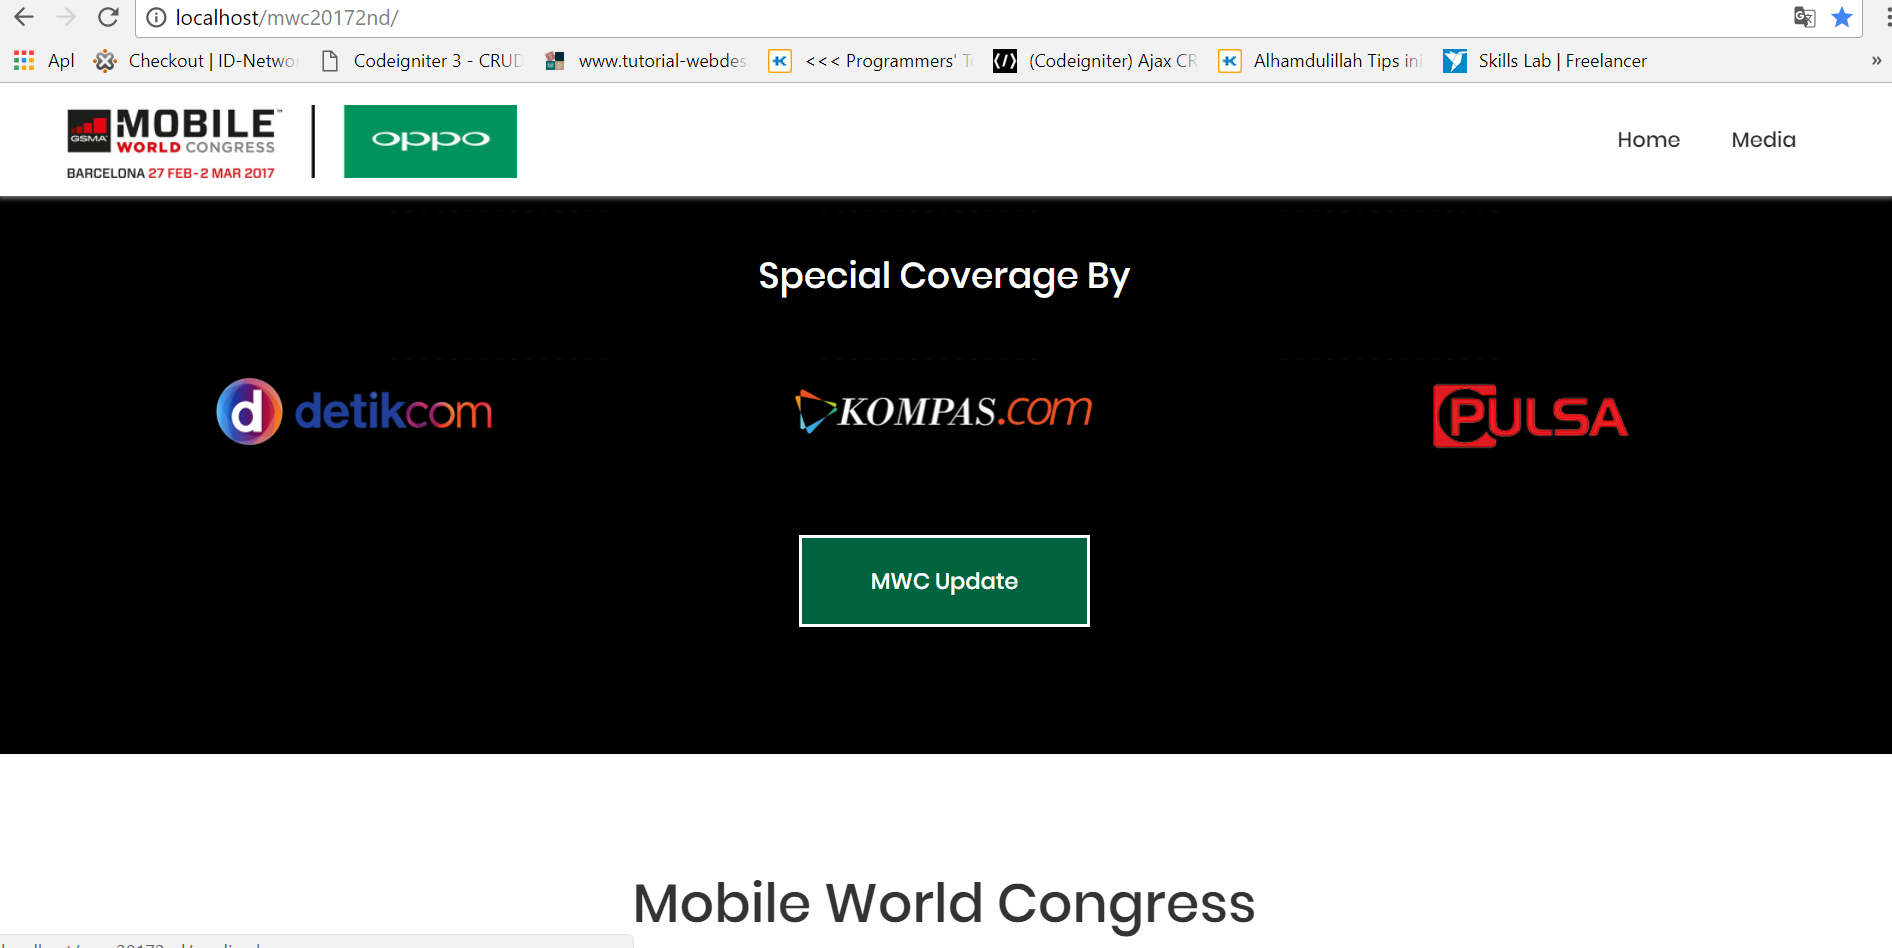 localhost/mwc20172nd/
Apl Checkout | ID-Netwo Codeigniter 3 - CRUD www.tutorial-webdes <<< Programmers' T (Codeigniter) Ajax CR Alhamdulillah Tips ini Skills Lab | Freelancer »
GSMA MOBILE™
WORLD CONGRESS
BARCELONA 27 FEB - 2 MAR 2017
oppo
Home Media
Special Coverage By
d detikcom KOMPAS.com PULSA
MWC Update
Mobile World Congress